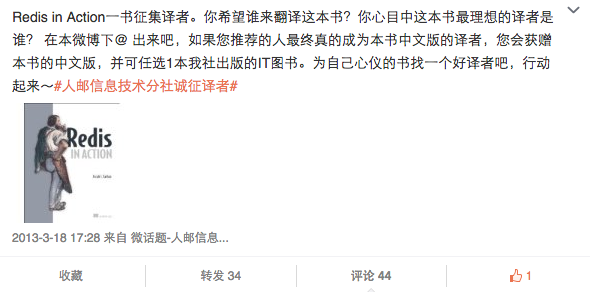 Redis in Action一书征集译者。你希望谁来翻译这本书？你心目中这本书最理想的译者是
谁？ 在本微博下@ 出来吧，如果您推荐的人最终真的成为本书中文版的译者，您会获赠
本书的中文版，并可任选1本我社出版的IT图书。为自己心仪的书找一个好译者吧，行动
起来～#人邮信息技术分社诚征译者#
Redis
IN ACTION
2013-3-18 17:28 来自 微话题-人邮信息...
收藏
转发 34
评论 44
1